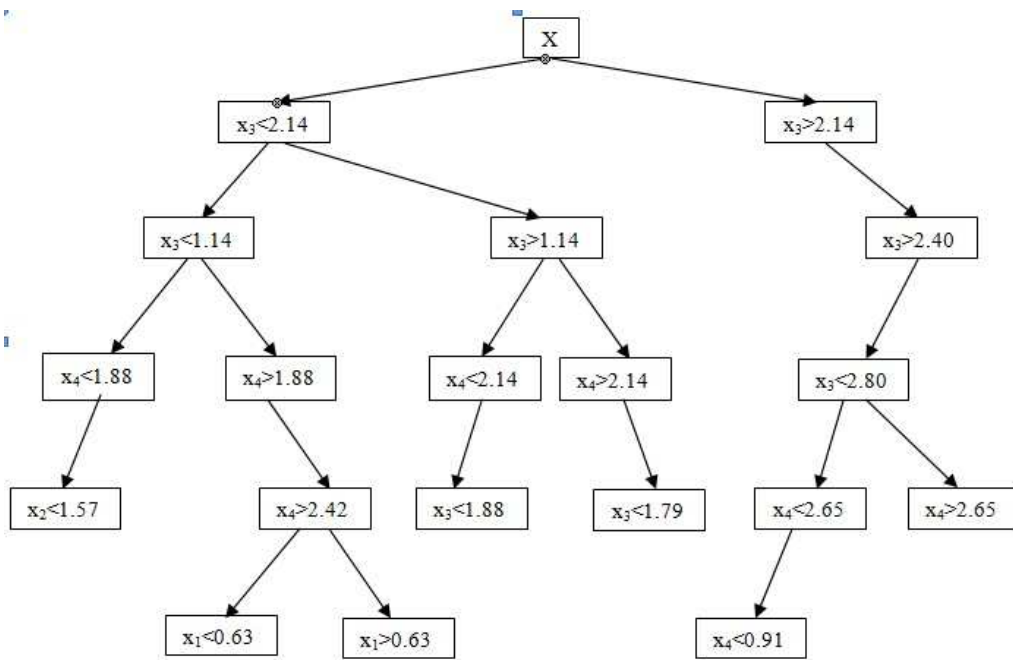 X
x₃<2.14
x₃>2.14
x₃<1.14
x₃>1.14
x₃>2.40
x₄<1.88
x₄>1.88
x₄<2.14
x₄>2.14
x₃<2.80
x₂<1.57
x₄>2.42
x₃<1.88
x₃<1.79
x₄<2.65
x₄>2.65
x₁<0.63
x₁>0.63
x₄<0.91